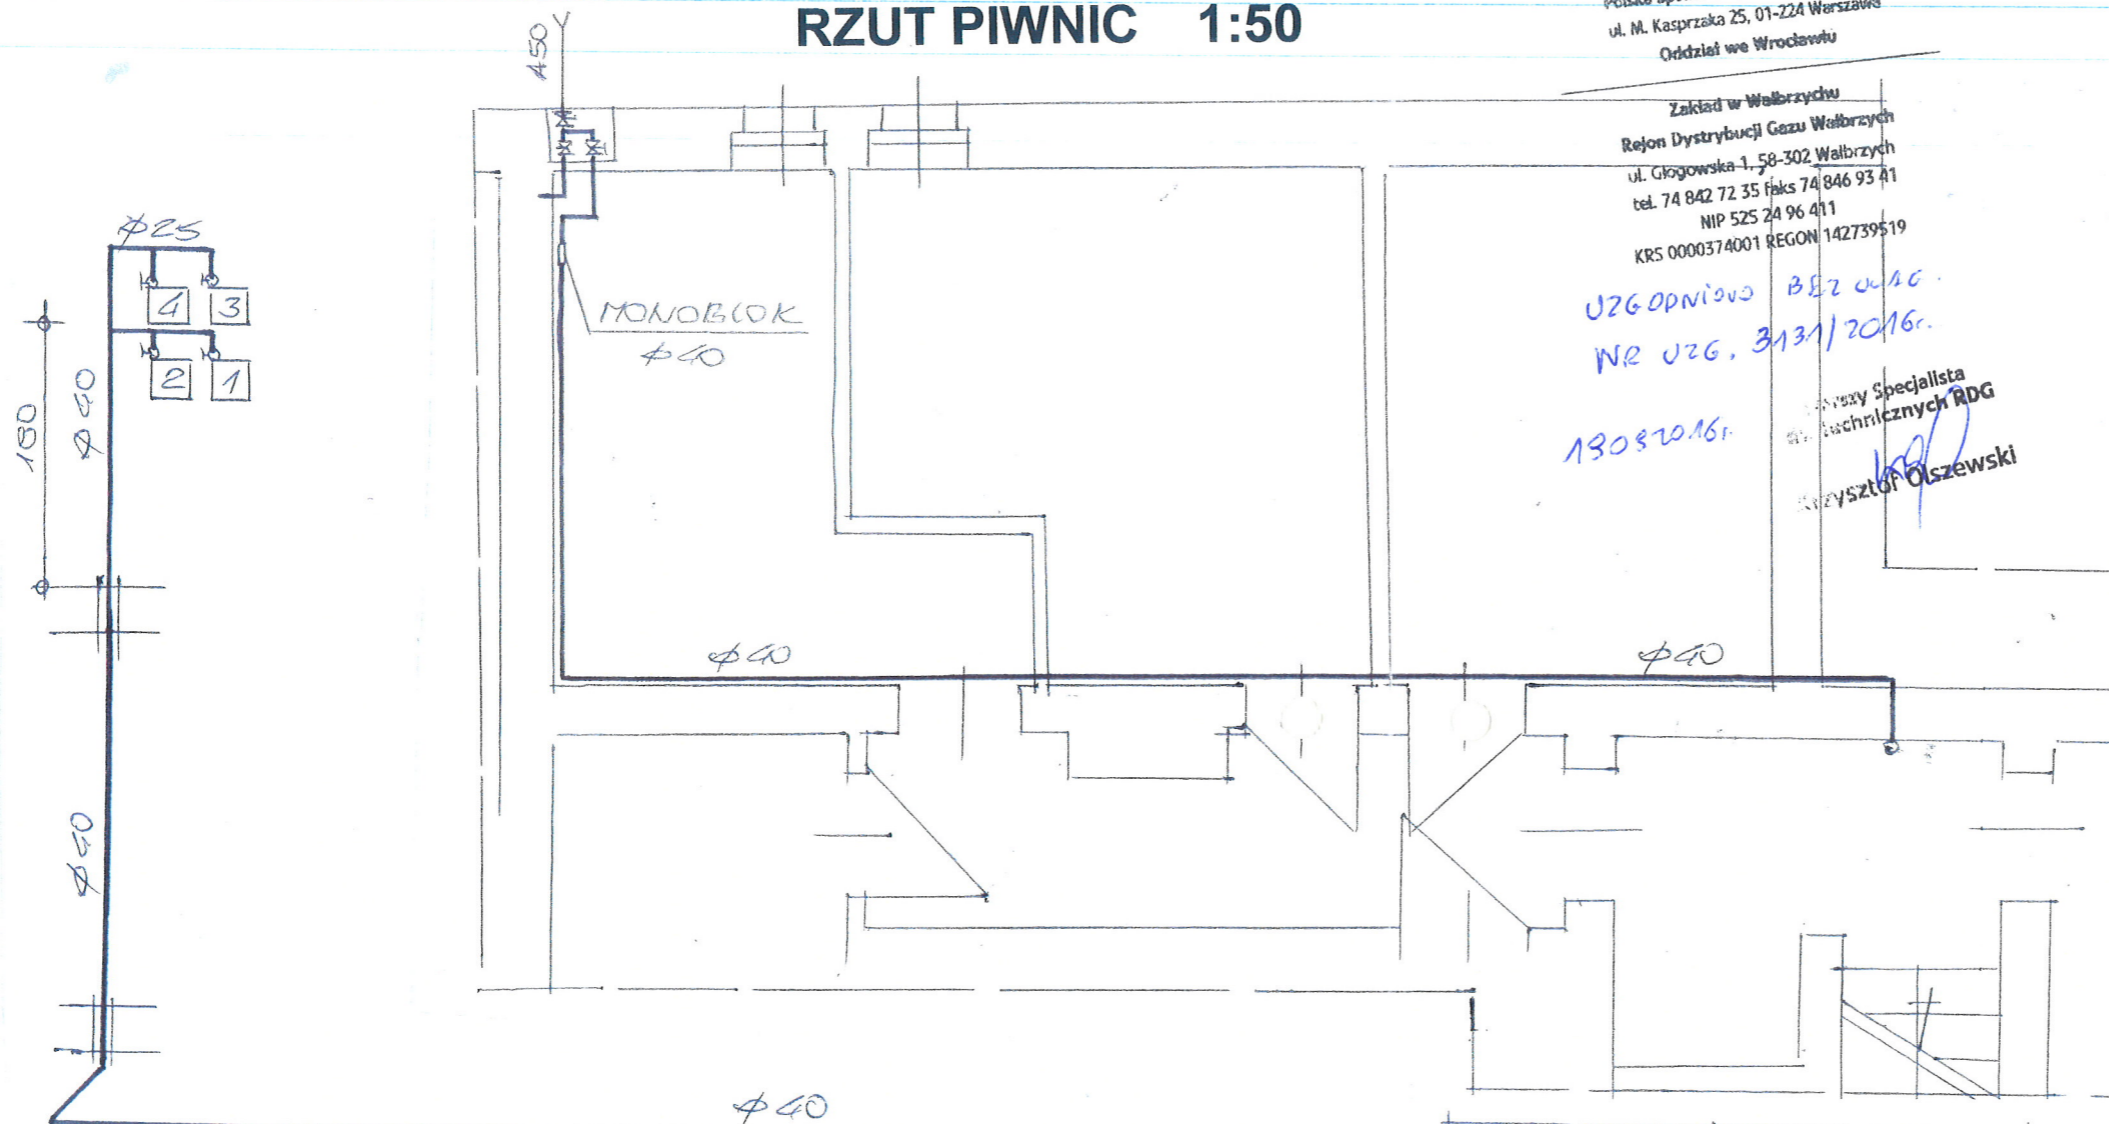 RZUT PIWNIC 1:50
ul. M. Kasprzaka 25, 01-224 Warszawa
Oddział we Wrocławiu
Zakład w Wałbrzychu
Rejon Dystrybucji Gazu Wałbrzych
ul. Głogowska 1, 58-302 Wałbrzych
tel. 74 842 72 35 faks 74 846 93 41
NIP 525 24 96 411
KRS 0000374001 REGON 142739519
UZGODNIONO BEZ UWAG.
NR UZG. 3131/2016r.
Specjalista
technicznych RDG
Krzysztof Olszewski
A50
φ25
4
3
2
1
180
φ40
MONOBLOK
φ40
φ40
φ40
φ40
φ40